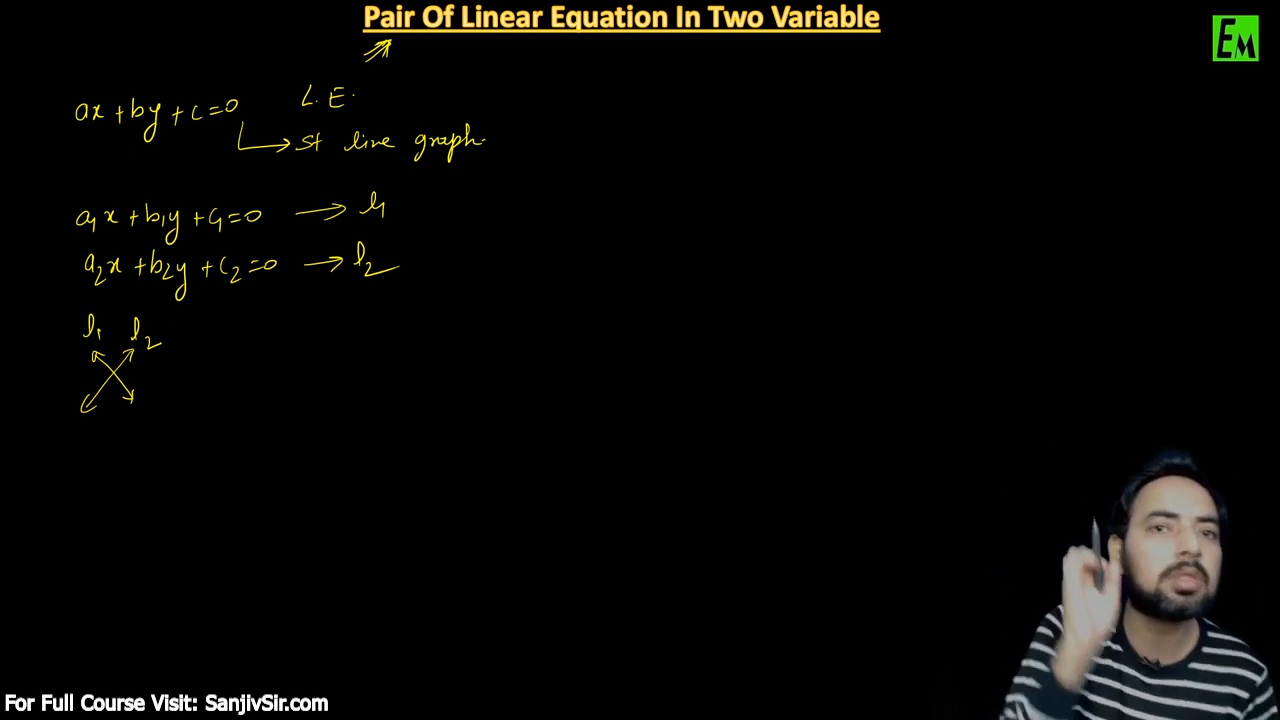 Pair Of Linear Equation In Two Variable
EM
ax + by + c = 0 L.E.
st line graph.
a₁x + b₁y + c₁ = 0 → l₁
a₂x + b₂y + c₂ = 0 → l₂
l₁ l₂
For Full Course Visit: SanjivSir.com